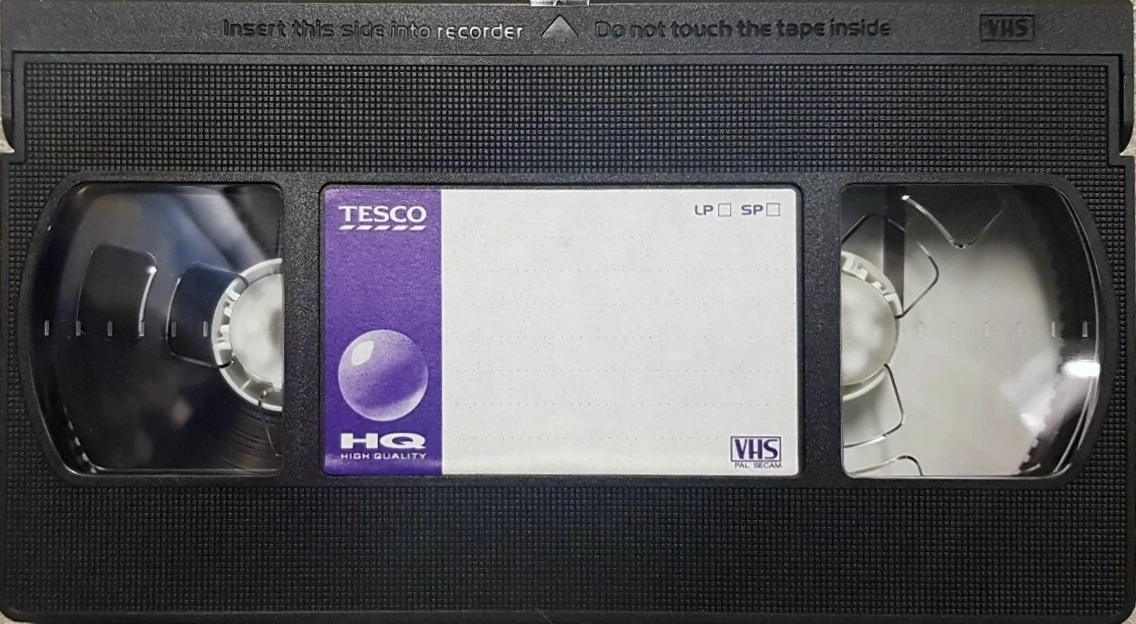 Insert this side into recorder Do not touch the tape inside VHS
TESCO
LP SP
HQ
HIGH QUALITY
VHS
PAL SECAM